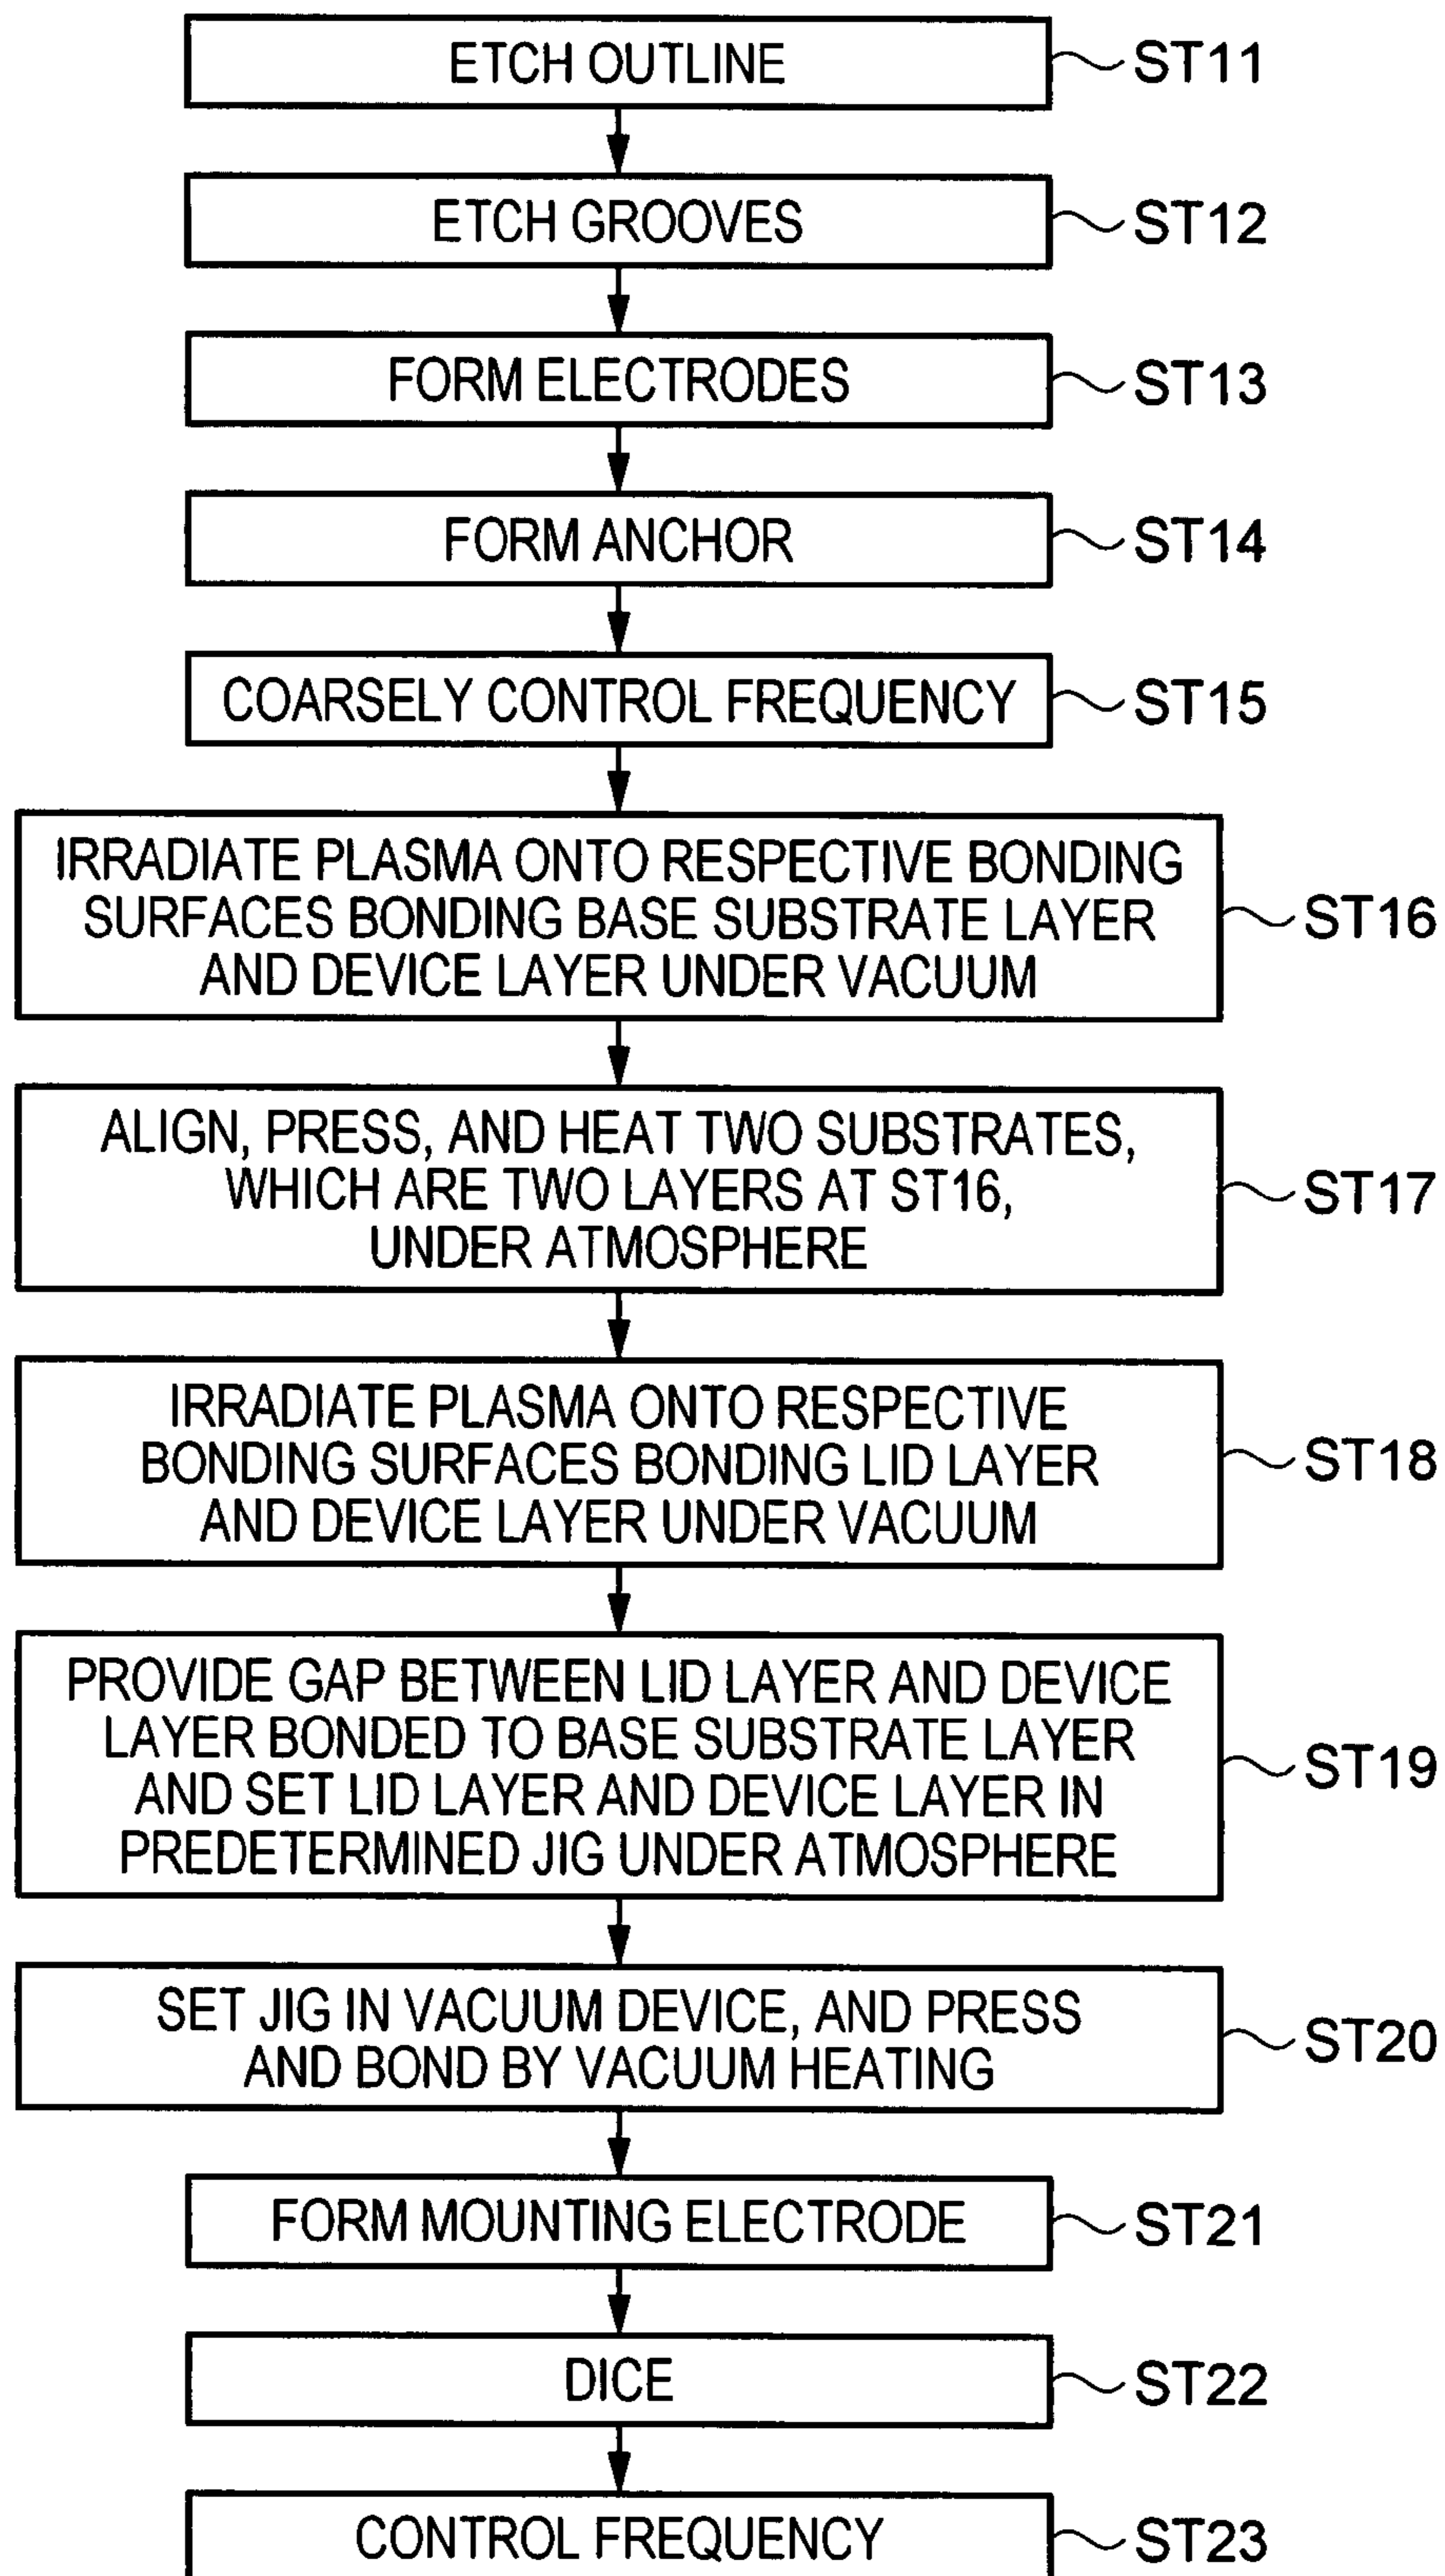 ETCH OUTLINE
ST11
ETCH GROOVES
ST12
FORM ELECTRODES
ST13
FORM ANCHOR
ST14
COARSELY CONTROL FREQUENCY
ST15
IRRADIATE PLASMA ONTO RESPECTIVE BONDING
SURFACES BONDING BASE SUBSTRATE LAYER
AND DEVICE LAYER UNDER VACUUM
ST16
ALIGN, PRESS, AND HEAT TWO SUBSTRATES,
WHICH ARE TWO LAYERS AT ST16,
UNDER ATMOSPHERE
ST17
IRRADIATE PLASMA ONTO RESPECTIVE
BONDING SURFACES BONDING LID LAYER
AND DEVICE LAYER UNDER VACUUM
ST18
PROVIDE GAP BETWEEN LID LAYER AND DEVICE
LAYER BONDED TO BASE SUBSTRATE LAYER
AND SET LID LAYER AND DEVICE LAYER IN
PREDETERMINED JIG UNDER ATMOSPHERE
ST19
SET JIG IN VACUUM DEVICE, AND PRESS
AND BOND BY VACUUM HEATING
ST20
FORM MOUNTING ELECTRODE
ST21
DICE
ST22
CONTROL FREQUENCY
ST23